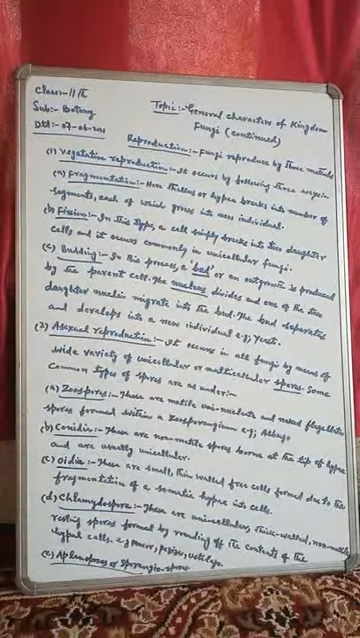 Class:- 11th
Sub:- Botany
Dtd:- 07-06-2021
Topic:- General characters of Kingdom
Fungi (continued)
Reproduction:- Fungi reproduce by three methods
(1) Vegetative reproduction:- It occurs by following three ways:-
(a) Fragmentation:- Here thallus or hypha breaks into number of
segments, each of which grows into new individual.
(b) Fission:- In this type, a cell simply breaks into two daughter
cells and it occurs commonly in unicellular fungi.
(c) Budding:- In this process, a 'bud' or an outgrowth is produced
by the parent cell. The nucleus divides and one of the two
daughter nuclei migrate into the bud. The bud separates
and develops into a new individual e.g; yeast.
(2) Asexual reproduction:- It occurs in all fungi by means of
wide variety of unicellular or multicellular spores. Some
common types of spores are as under:-
(a) Zoospores:- These are motile uni-nucleate and flagellate
spores formed within a Zoosporangium e.g; Albugo
(b) Conidia:- These are non-motile spores borne at the tip of hyphae
and are usually unicellular.
(c) Oidia:- These are small, thin walled free cells formed due to the
fragmentation of a somatic hypha into cells.
(d) Chlamydospore:- These are unicellular, thick-walled, non-motile
resting spores formed by rounding off the contents of the
hyphal cells. e.g
(e) Aplanospores or Sporangio-spores